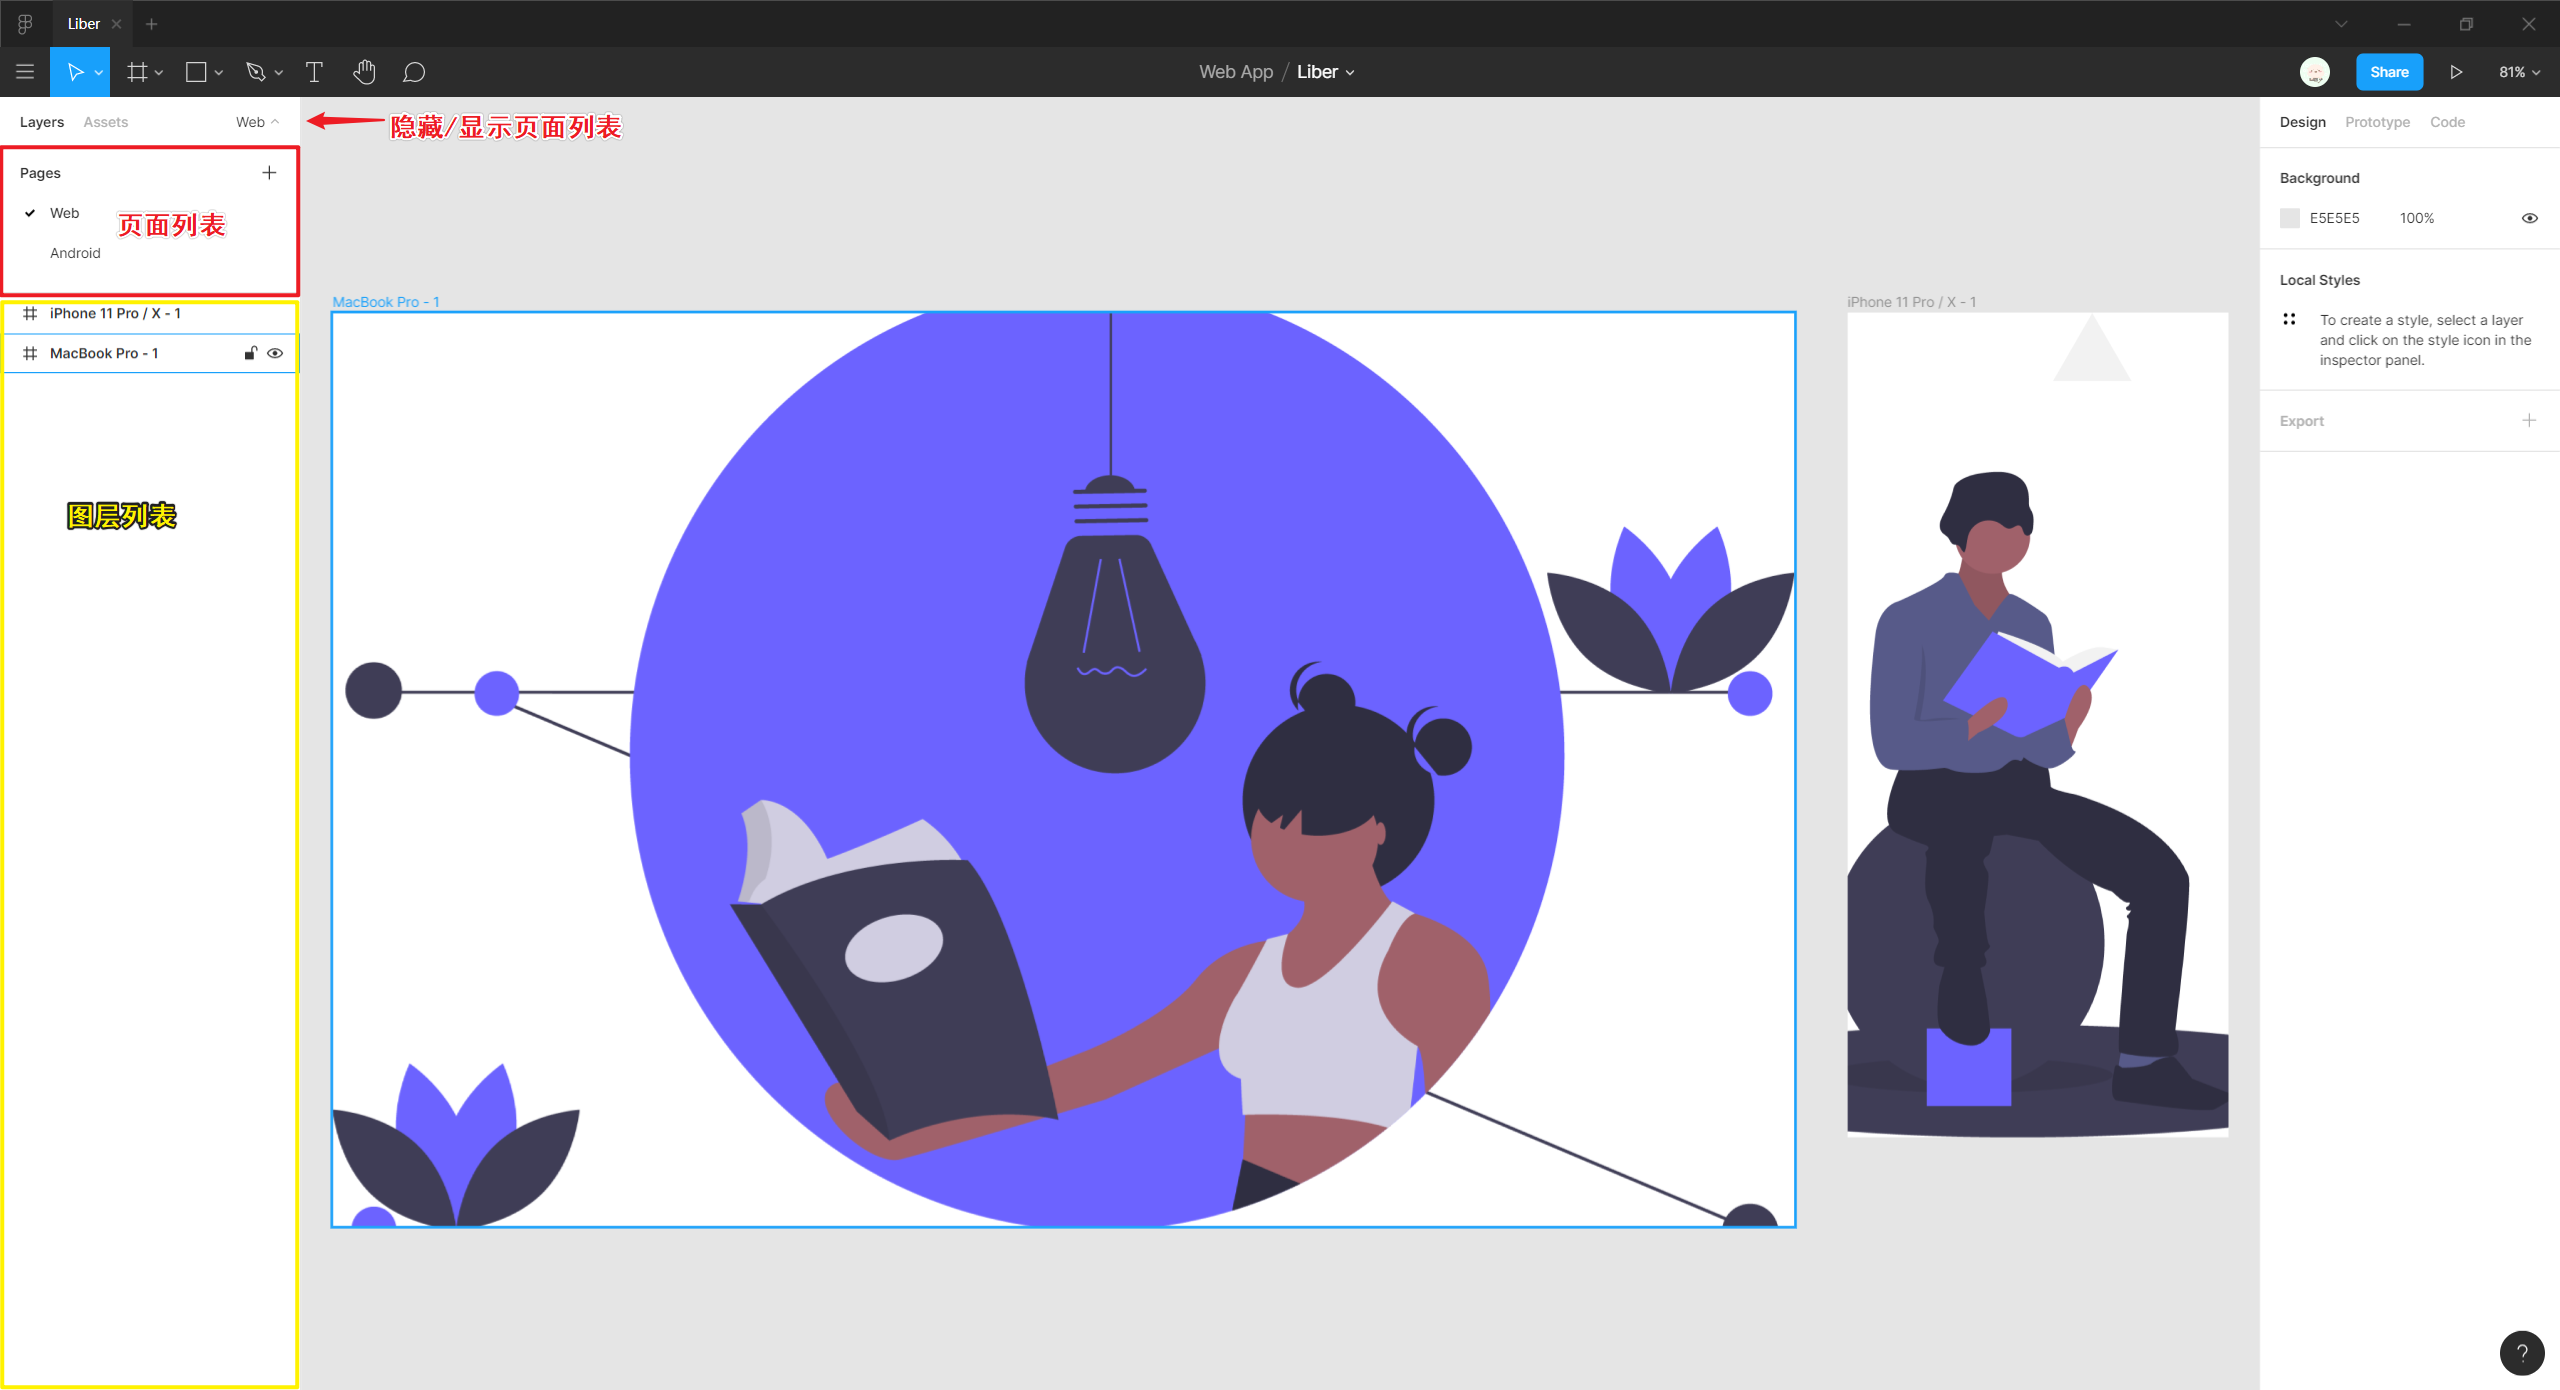 Liber
Web App / Liber
Share
81%
Layers Assets Web
隐藏/显示页面列表
Pages
Web
页面列表
Android
iPhone 11 Pro / X - 1
MacBook Pro - 1
图层列表
MacBook Pro - 1
iPhone 11 Pro / X - 1
Design Prototype Code
Background
E5E5E5 100%
Local Styles
To create a style, select a layer
and click on the style icon in the
inspector panel.
Export
?